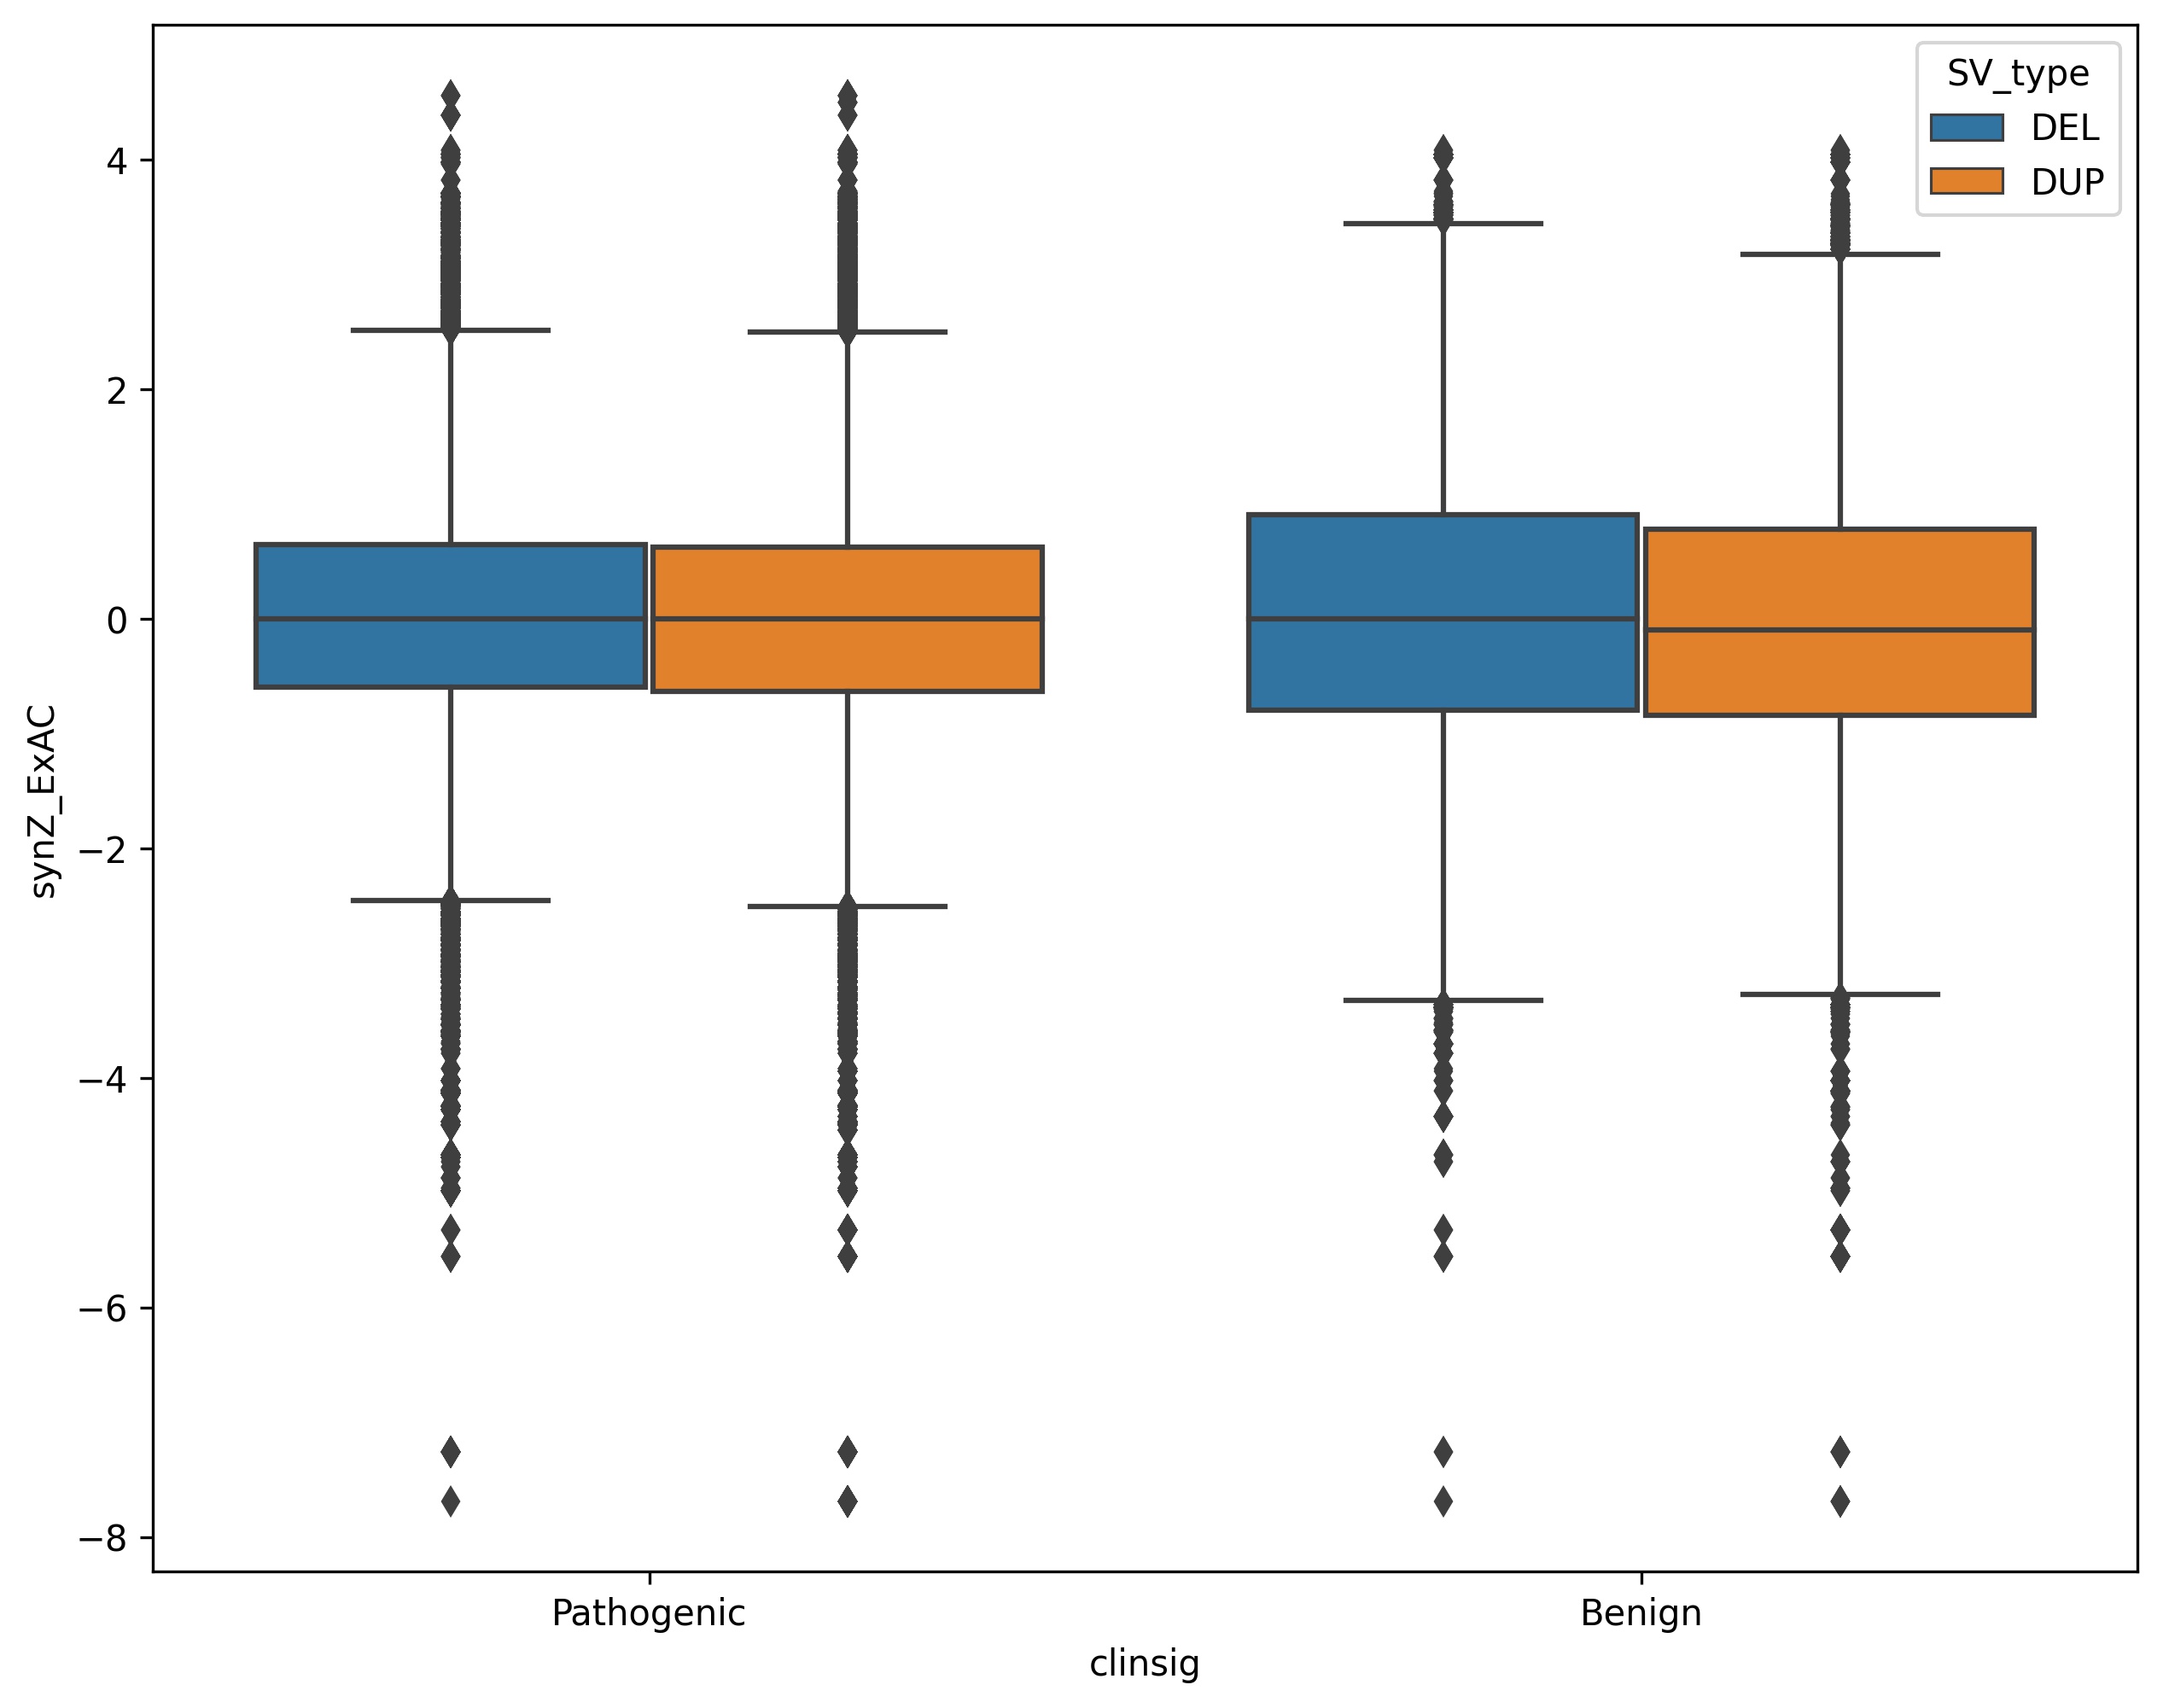 SV_type
DEL
DUP
4
2
0
−2
−4
−6
−8
synZ_ExAC
Pathogenic
Benign
clinsig